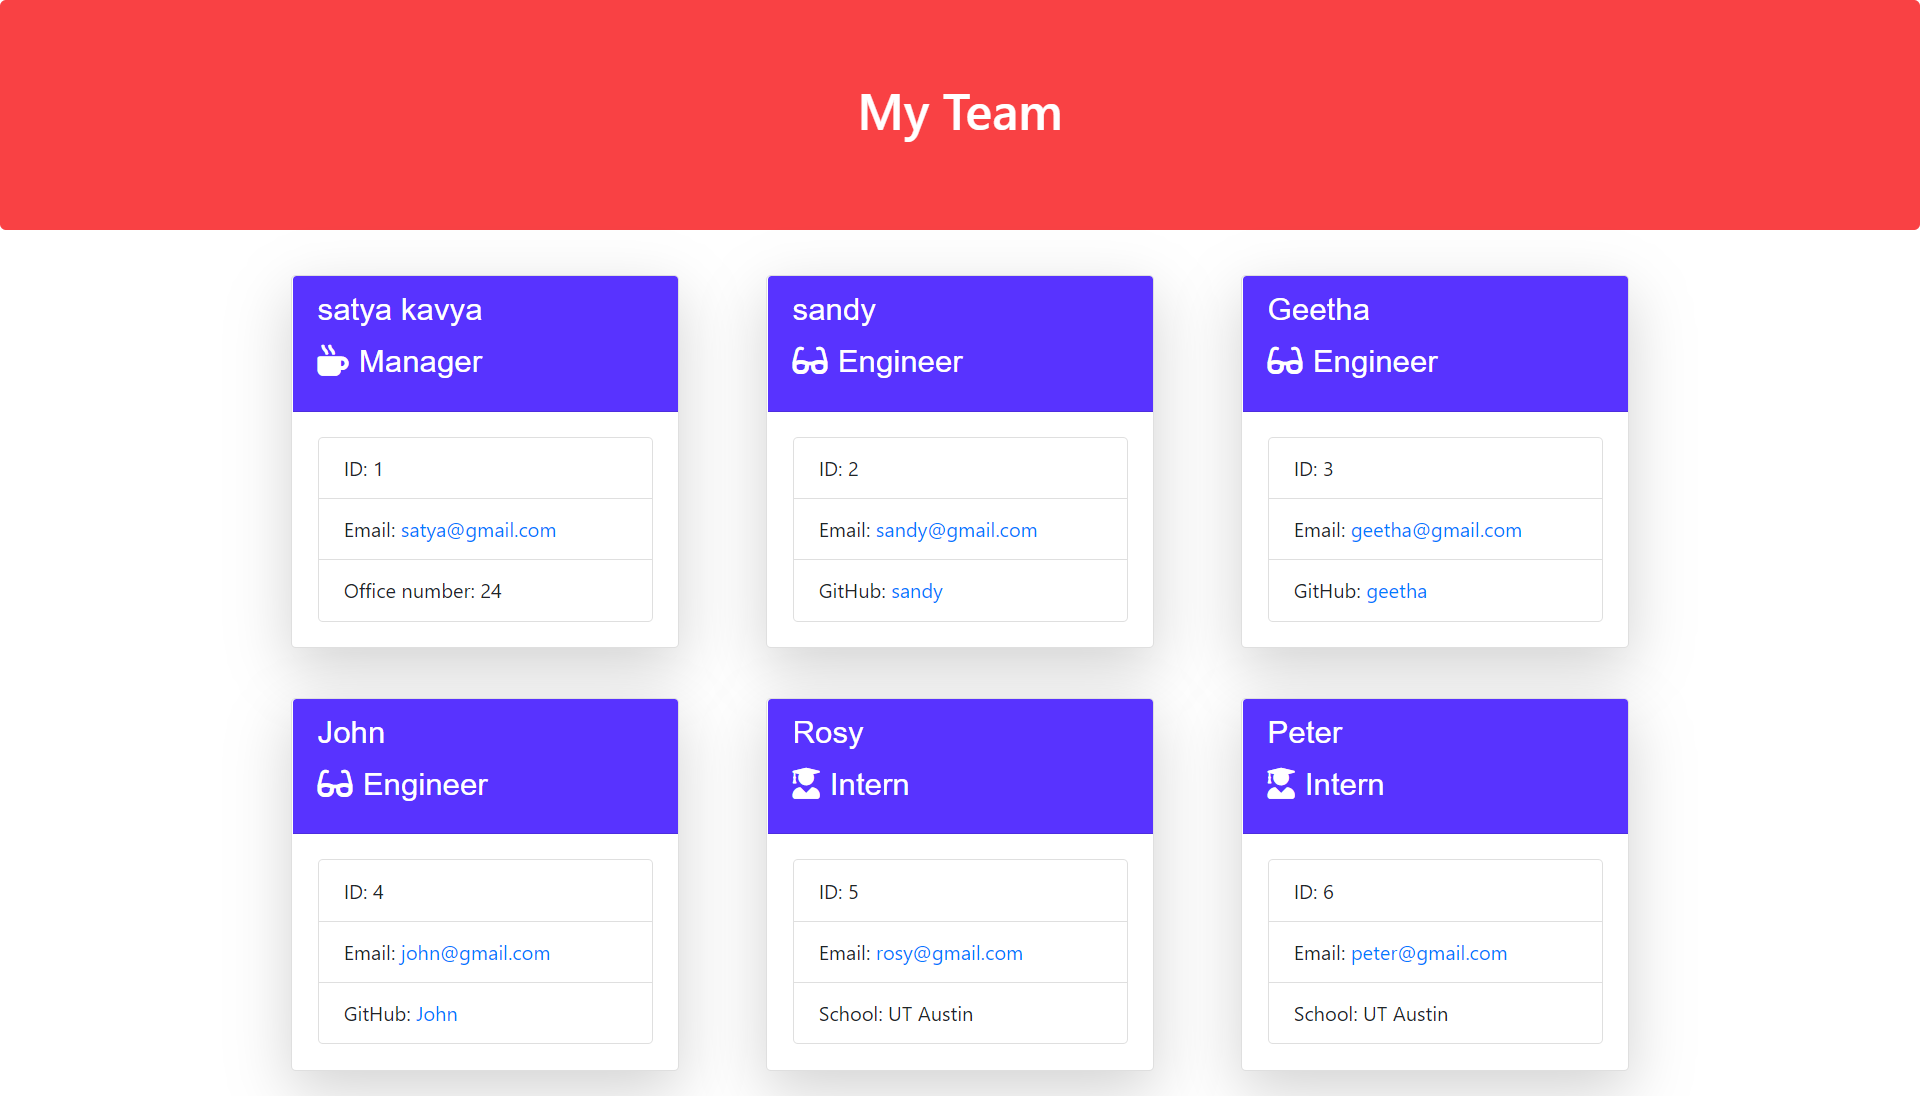 My Team
satya kavya
Manager
ID: 1
Email: satya@gmail.com
Office number: 24
sandy
Engineer
ID: 2
Email: sandy@gmail.com
GitHub: sandy
Geetha
Engineer
ID: 3
Email: geetha@gmail.com
GitHub: geetha
John
Engineer
ID: 4
Email: john@gmail.com
GitHub: John
Rosy
Intern
ID: 5
Email: rosy@gmail.com
School: UT Austin
Peter
Intern
ID: 6
Email: peter@gmail.com
School: UT Austin